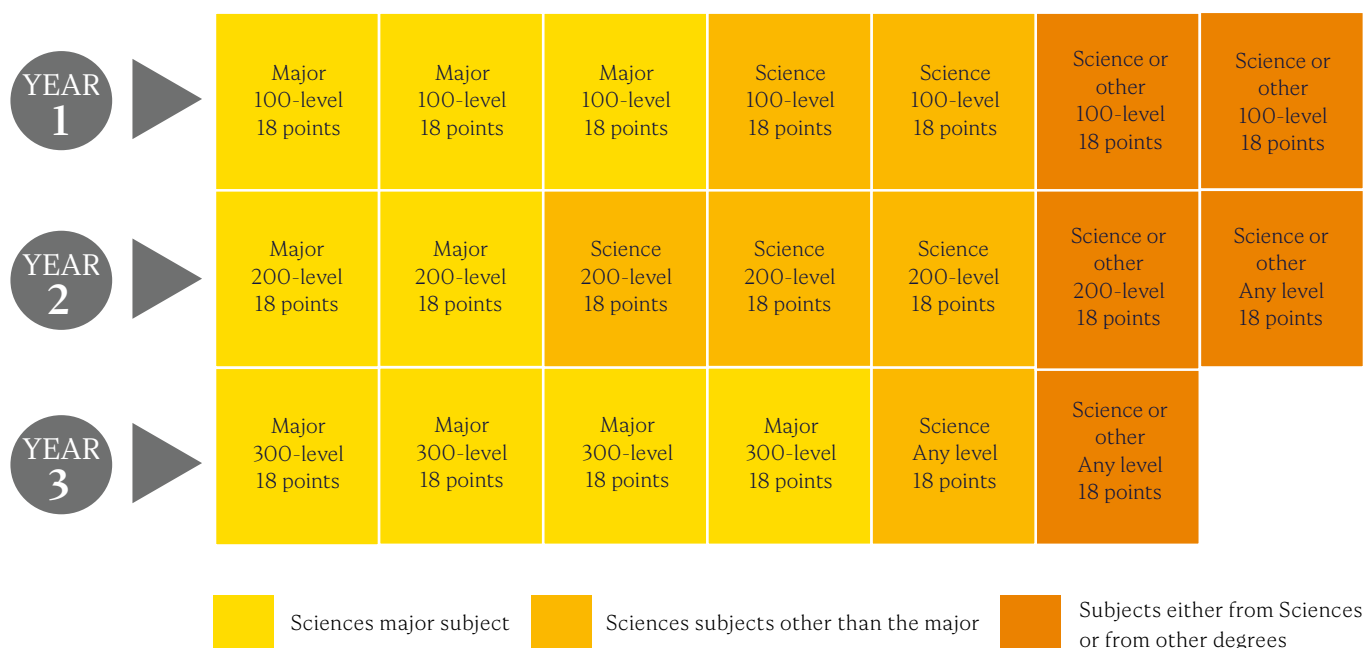 YEAR
1
Major
100-level
18 points
Major
100-level
18 points
Major
100-level
18 points
Science
100-level
18 points
Science
100-level
18 points
Science or
other
100-level
18 points
Science or
other
100-level
18 points
YEAR
2
Major
200-level
18 points
Major
200-level
18 points
Science
200-level
18 points
Science
200-level
18 points
Science
200-level
18 points
Science or
other
200-level
18 points
Science or
other
Any level
18 points
YEAR
3
Major
300-level
18 points
Major
300-level
18 points
Major
300-level
18 points
Major
300-level
18 points
Science
Any level
18 points
Science or
other
Any level
18 points
Sciences major subject
Sciences subjects other than the major
Subjects either from Sciences
or from other degrees